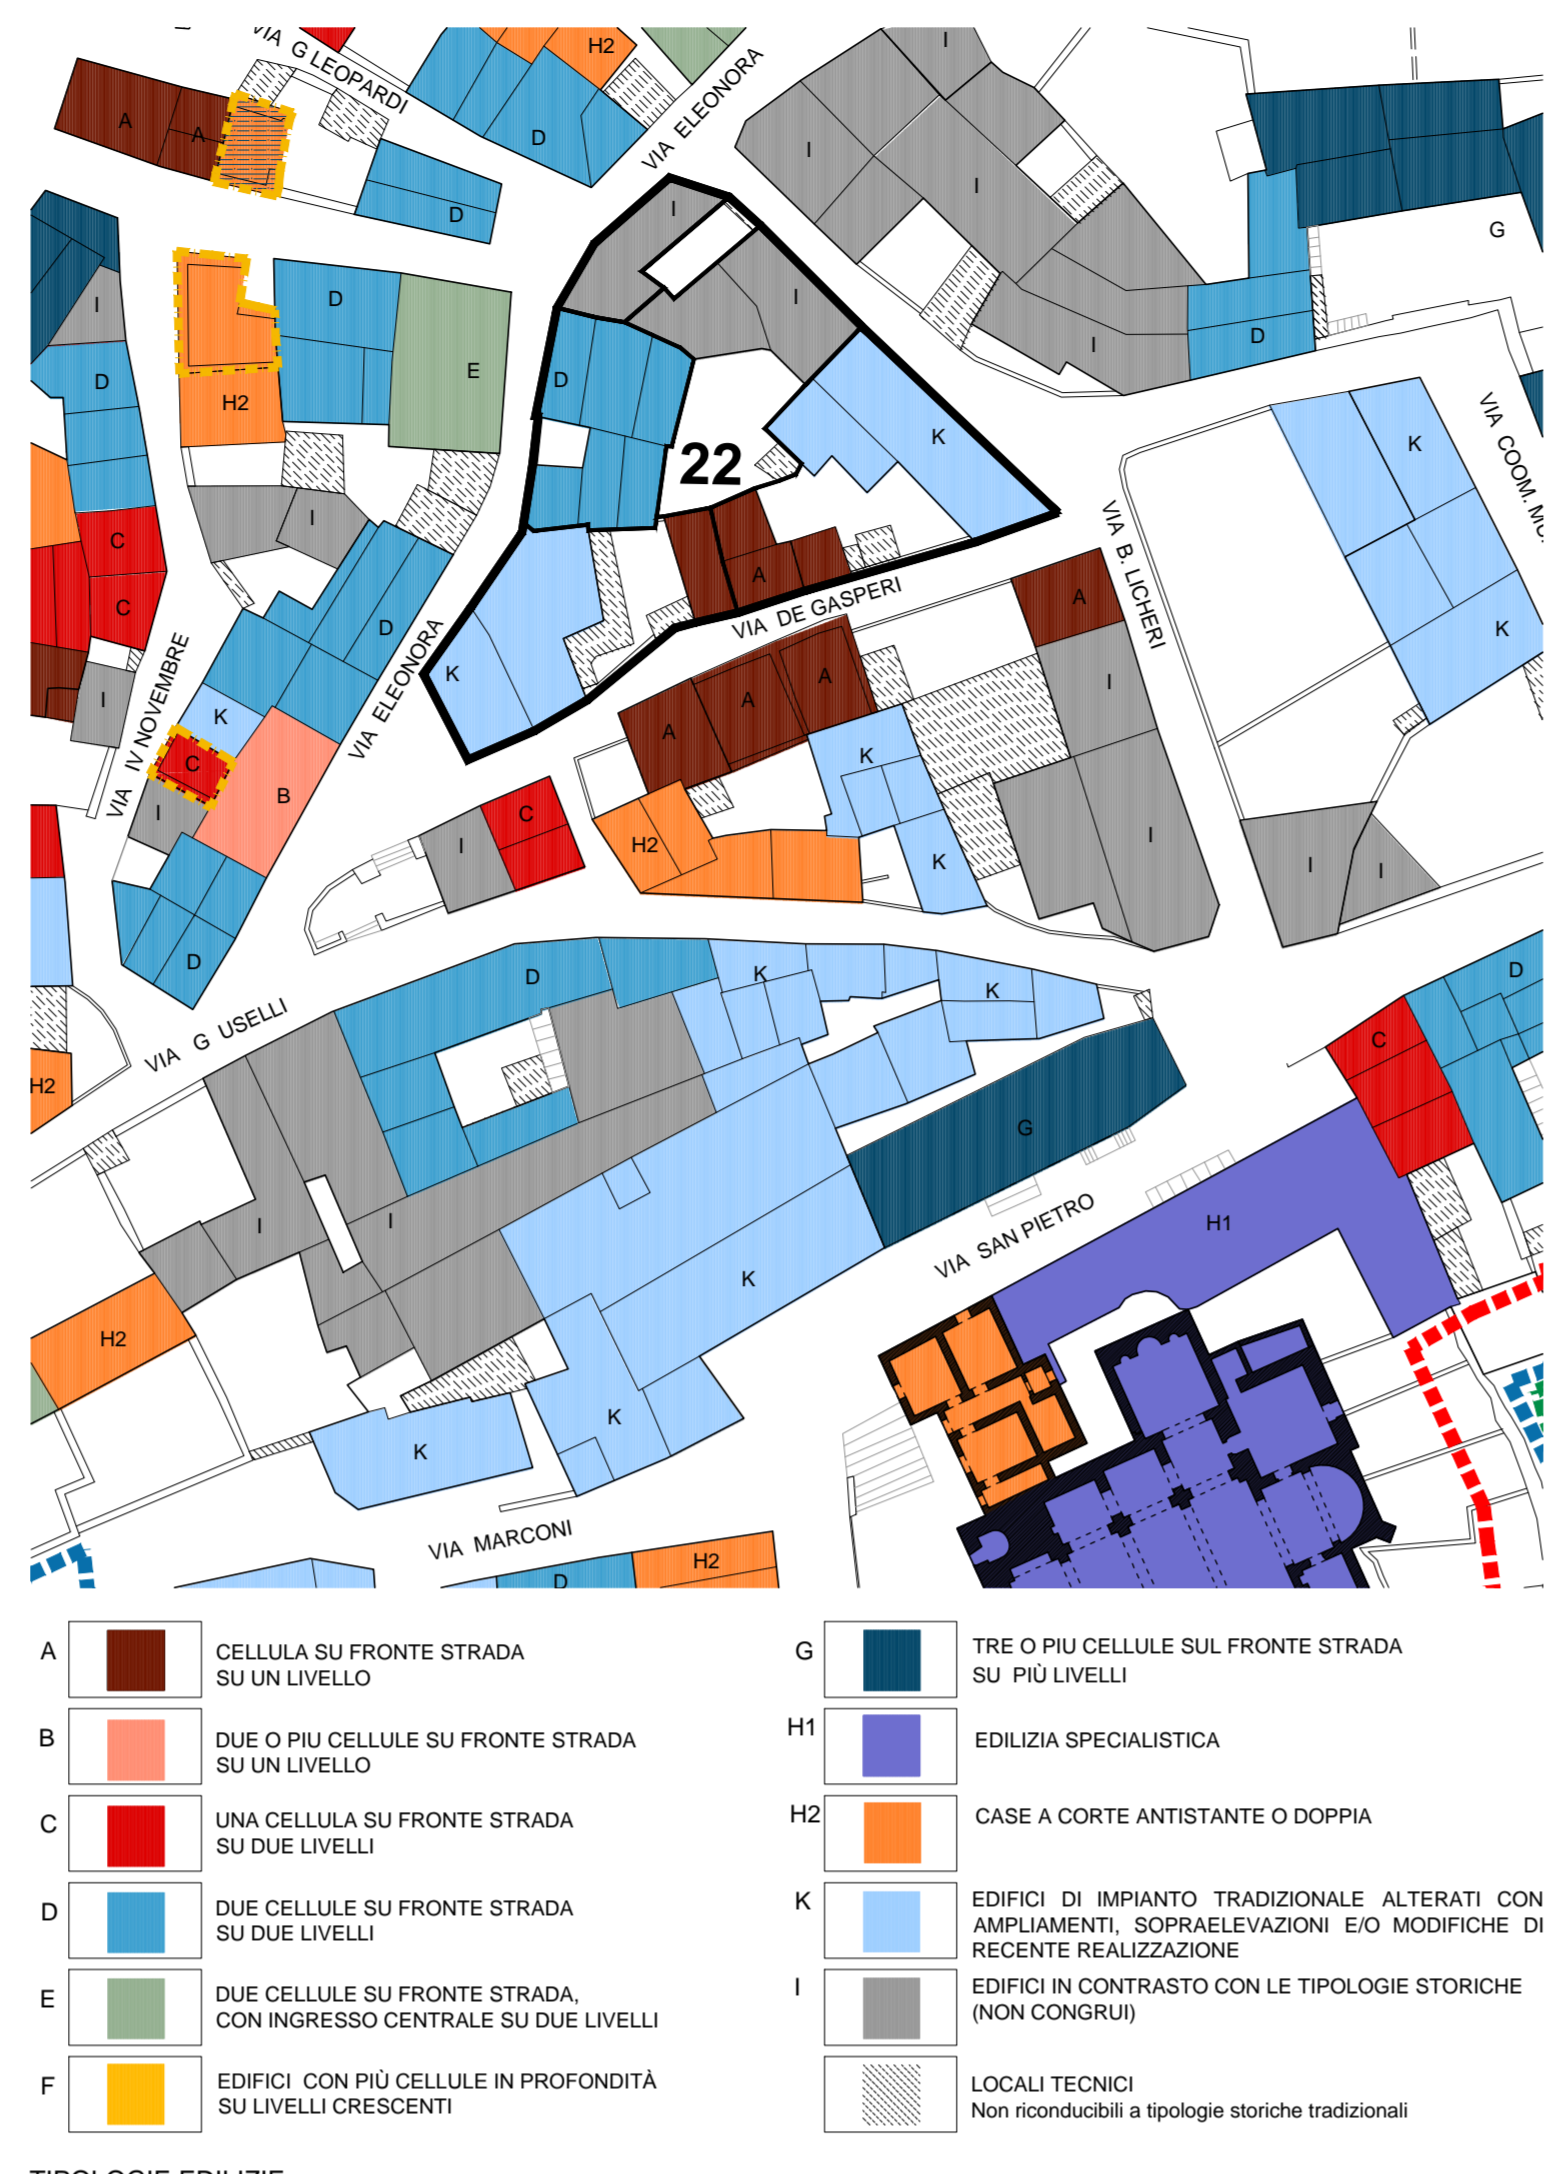 VIA G LEOPARDI
H2
I
A
A
D
VIA ELEONORA
D
I
I
I
I
G
I
D
D
H2
E
D
D
I
I
K
K
22
VIA COOM. MU.
C
C
I
D
A
A
VIA DE GASPERI
VIA B. LICHERI
K
K
I
VIA IV NOVEMBRE
VIA ELEONORA
K
C
I
B
A
A
A
K
I
I
C
H2
K
I
I
I
D
VIA G USELLI
D
K
K
D
C
H2
G
VIA SAN PIETRO
H1
I
I
K
H2
K
K
VIA MARCONI
D
H2
A
CELLULA SU FRONTE STRADA
SU UN LIVELLO
B
DUE O PIU CELLULE SU FRONTE STRADA
SU UN LIVELLO
C
UNA CELLULA SU FRONTE STRADA
SU DUE LIVELLI
D
DUE CELLULE SU FRONTE STRADA
SU DUE LIVELLI
E
DUE CELLULE SU FRONTE STRADA,
CON INGRESSO CENTRALE SU DUE LIVELLI
F
EDIFICI CON PIÙ CELLULE IN PROFONDITÀ
SU LIVELLI CRESCENTI
G
TRE O PIU CELLULE SUL FRONTE STRADA
SU PIÙ LIVELLI
H1
EDILIZIA SPECIALISTICA
H2
CASE A CORTE ANTISTANTE O DOPPIA
K
EDIFICI DI IMPIANTO TRADIZIONALE ALTERATI CON
AMPLIAMENTI, SOPRAELEVAZIONI E/O MODIFICHE DI
RECENTE REALIZZAZIONE
I
EDIFICI IN CONTRASTO CON LE TIPOLOGIE STORICHE
(NON CONGRUI)
LOCALI TECNICI
Non riconducibili a tipologie storiche tradizionali
TIPOLOGIE EDILIZIE